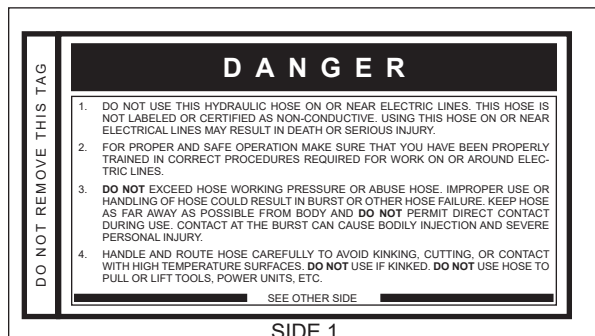 DO NOT REMOVE THIS TAG
D A N G E R
1. DO NOT USE THIS HYDRAULIC HOSE ON OR NEAR ELECTRIC LINES. THIS HOSE IS
NOT LABELED OR CERTIFIED AS NON-CONDUCTIVE. USING THIS HOSE ON OR NEAR
ELECTRICAL LINES MAY RESULT IN DEATH OR SERIOUS INJURY.
2. FOR PROPER AND SAFE OPERATION MAKE SURE THAT YOU HAVE BEEN PROPERLY
TRAINED IN CORRECT PROCEDURES REQUIRED FOR WORK ON OR AROUND ELEC-
TRIC LINES.
3. DO NOT EXCEED HOSE WORKING PRESSURE OR ABUSE HOSE. IMPROPER USE OR
HANDLING OF HOSE COULD RESULT IN BURST OR OTHER HOSE FAILURE. KEEP HOSE
AS FAR AWAY AS POSSIBLE FROM BODY AND DO NOT PERMIT DIRECT CONTACT
DURING USE. CONTACT AT THE BURST CAN CAUSE BODILY INJECTION AND SEVERE
PERSONAL INJURY.
4. HANDLE AND ROUTE HOSE CAREFULLY TO AVOID KINKING, CUTTING, OR CONTACT
WITH HIGH TEMPERATURE SURFACES. DO NOT USE IF KINKED. DO NOT USE HOSE TO
PULL OR LIFT TOOLS, POWER UNITS, ETC.
SEE OTHER SIDE
SIDE 1